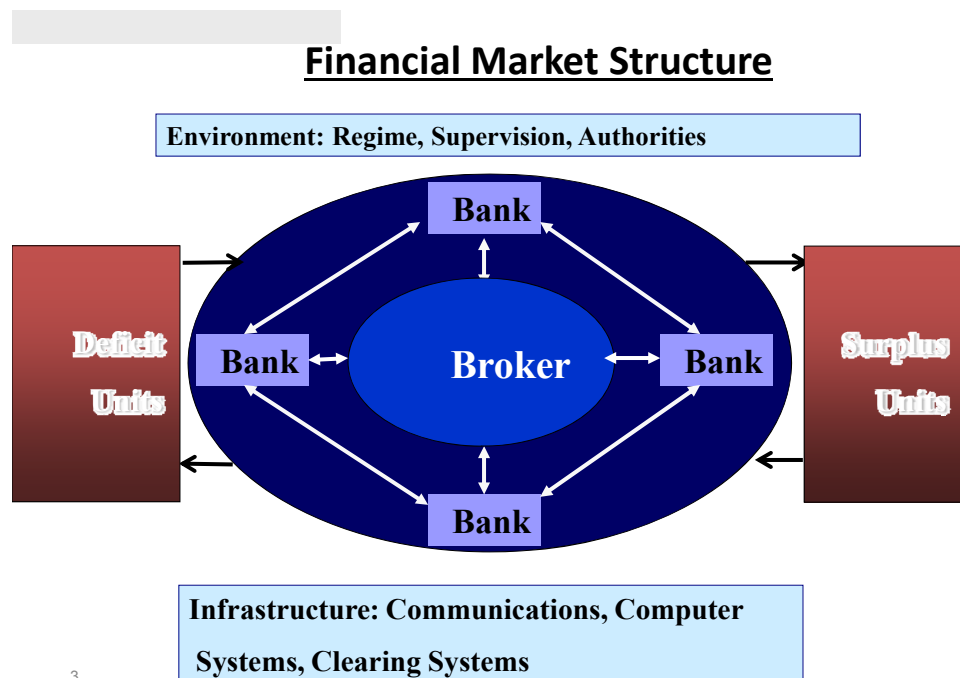 Financial Market Structure
Environment: Regime, Supervision, Authorities
Bank
Deficit
Units
Bank
Broker
Bank
Surplus
Units
Bank
Infrastructure: Communications, Computer
Systems, Clearing Systems
3